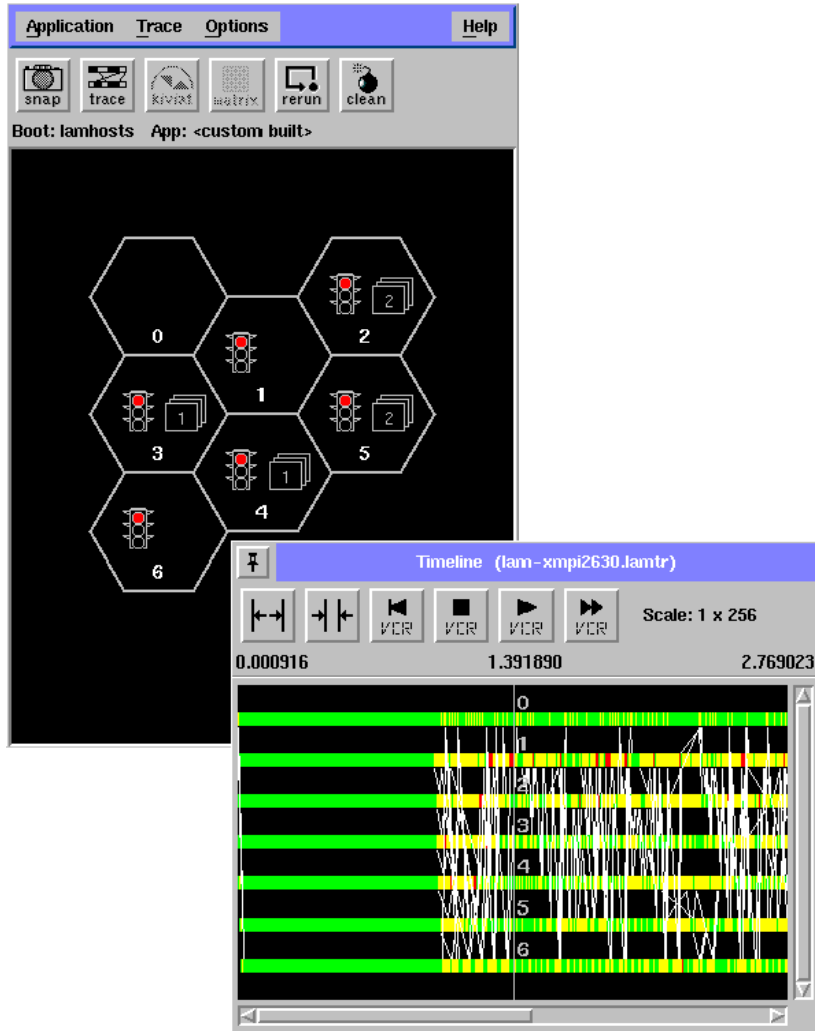 Application Trace Options Help
snap trace kiviat matrix rerun clean
Boot: lamhosts App: <custom built>
2
0 2
1
1
3 5
2
1
4
6
Timeline (lam-xmpi2630.lamtr)
VCR VCR VCR VCR Scale: 1 x 256
0.000916 1.391890 2.769023
0
1
2
3
4
5
6